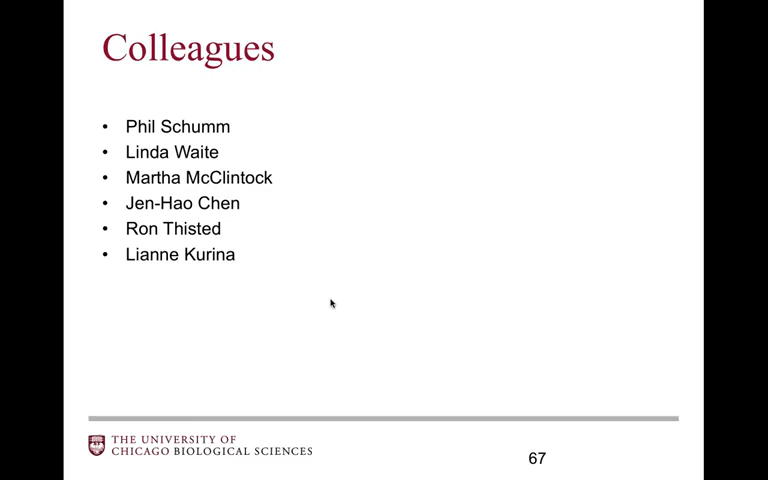 Colleagues
• Phil Schumm
• Linda Waite
• Martha McClintock
• Jen-Hao Chen
• Ron Thisted
• Lianne Kurina
THE UNIVERSITY OF
CHICAGO BIOLOGICAL SCIENCES
67